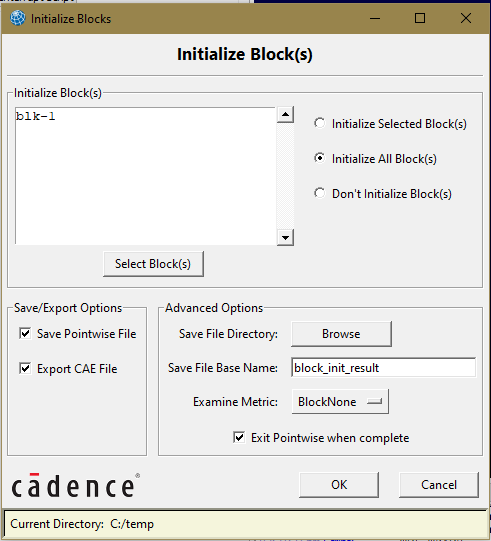 Initialize Blocks
Initialize Block(s)
Initialize Block(s)
blk-1
Initialize Selected Block(s)
Initialize All Block(s)
Don't Initialize Block(s)
Select Block(s)
Save/Export Options
Save Pointwise File
Export CAE File
Advanced Options
Save File Directory:
Browse
Save File Base Name:
block_init_result
Examine Metric:
BlockNone
Exit Pointwise when complete
cādence®
OK
Cancel
Current Directory: C:/temp